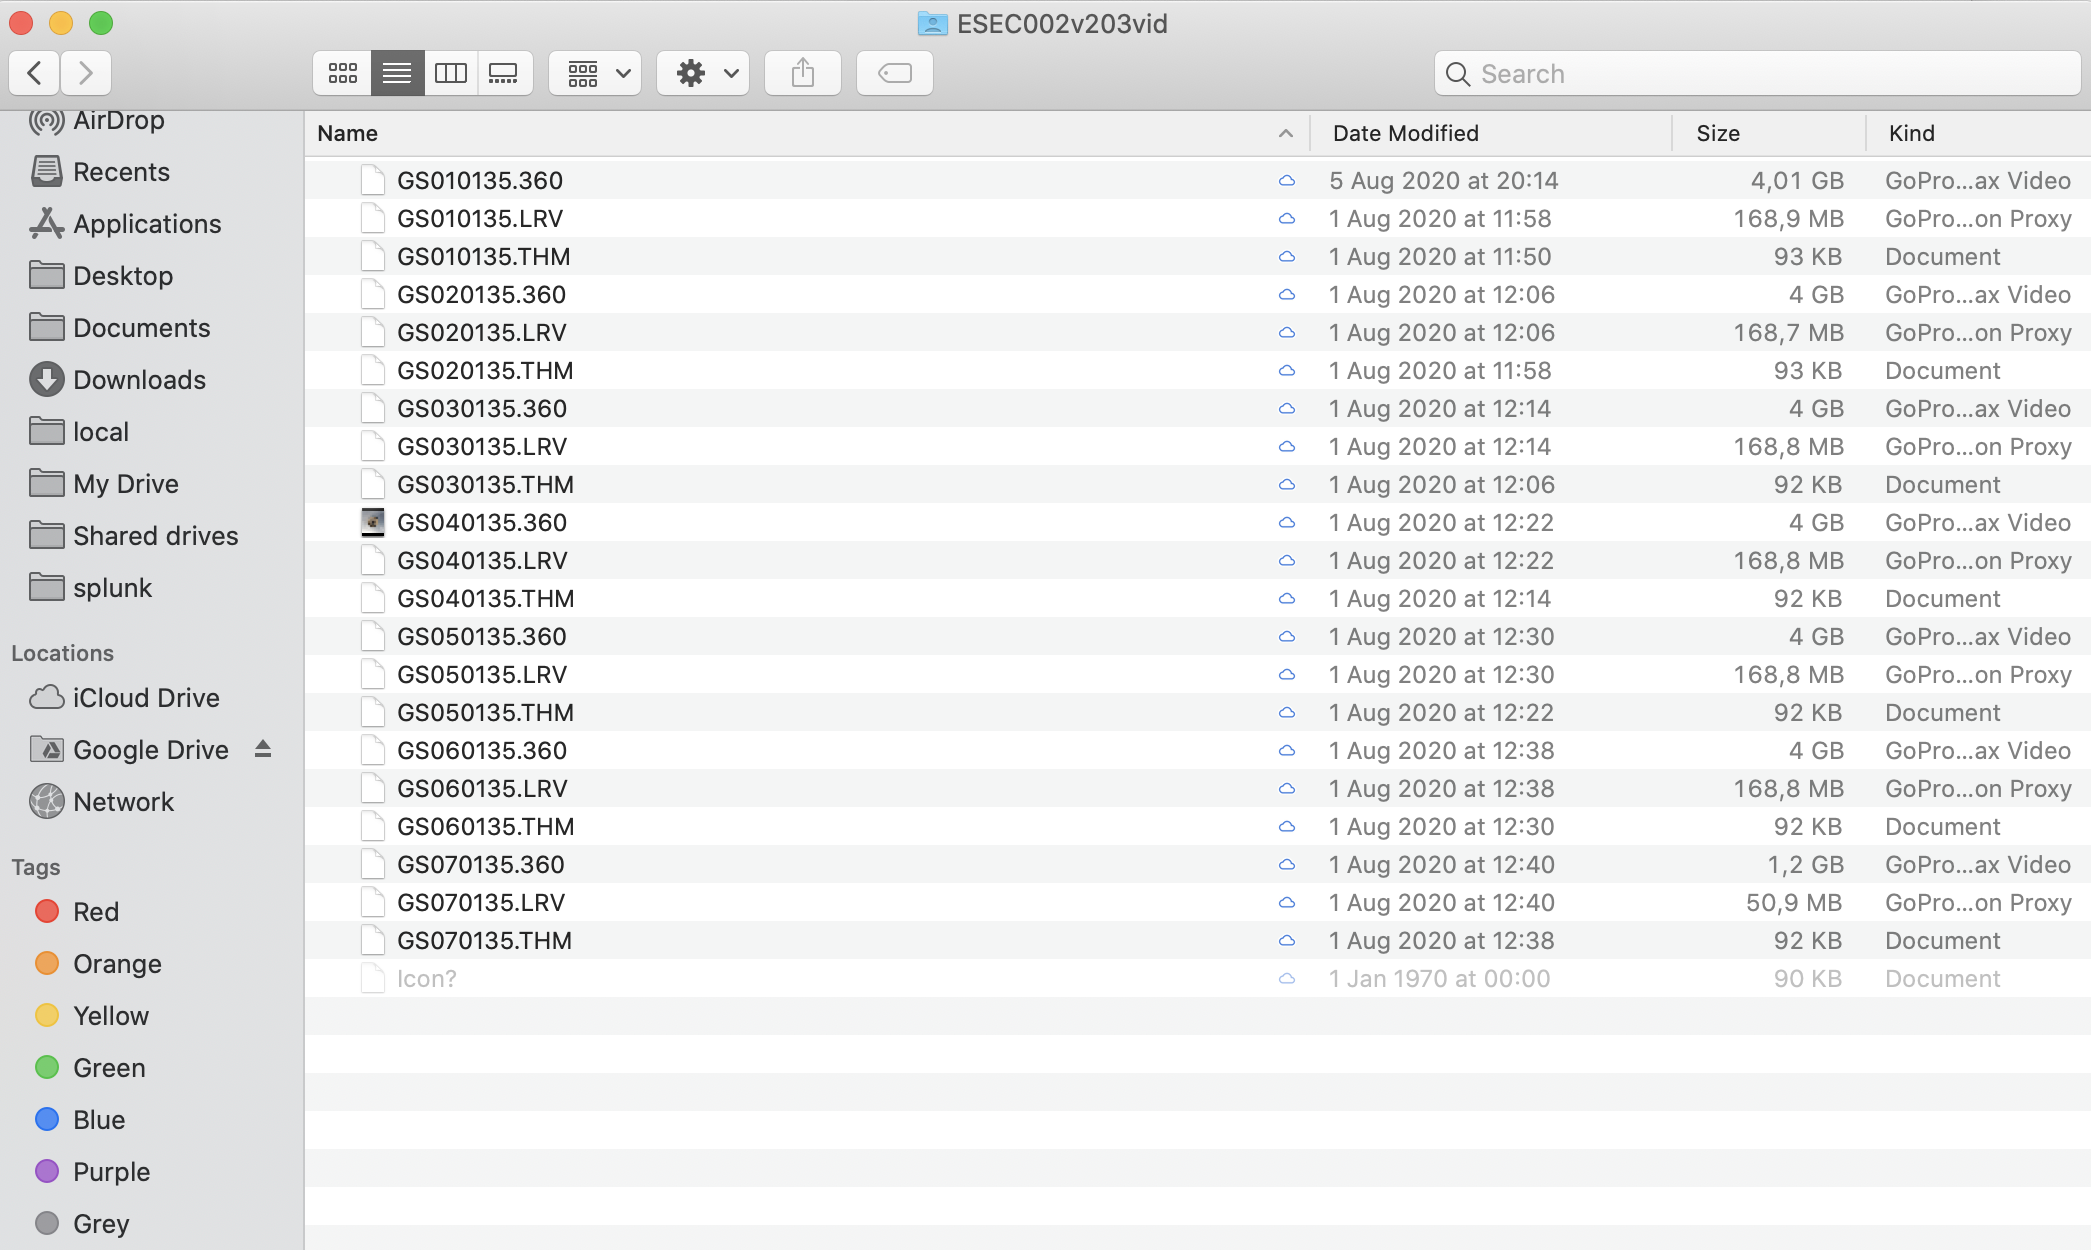 ESEC002v203vid
Search
AirDrop
Recents
Applications
Desktop
Documents
Downloads
local
My Drive
Shared drives
splunk
Locations
iCloud Drive
Google Drive
Network
Tags
Red
Orange
Yellow
Green
Blue
Purple
Grey
Name Date Modified Size Kind
GS010135.360 5 Aug 2020 at 20:14 4,01 GB GoPro...ax Video
GS010135.LRV 1 Aug 2020 at 11:58 168,9 MB GoPro...on Proxy
GS010135.THM 1 Aug 2020 at 11:50 93 KB Document
GS020135.360 1 Aug 2020 at 12:06 4 GB GoPro...ax Video
GS020135.LRV 1 Aug 2020 at 12:06 168,7 MB GoPro...on Proxy
GS020135.THM 1 Aug 2020 at 11:58 93 KB Document
GS030135.360 1 Aug 2020 at 12:14 4 GB GoPro...ax Video
GS030135.LRV 1 Aug 2020 at 12:14 168,8 MB GoPro...on Proxy
GS030135.THM 1 Aug 2020 at 12:06 92 KB Document
GS040135.360 1 Aug 2020 at 12:22 4 GB GoPro...ax Video
GS040135.LRV 1 Aug 2020 at 12:22 168,8 MB GoPro...on Proxy
GS040135.THM 1 Aug 2020 at 12:14 92 KB Document
GS050135.360 1 Aug 2020 at 12:30 4 GB GoPro...ax Video
GS050135.LRV 1 Aug 2020 at 12:30 168,8 MB GoPro...on Proxy
GS050135.THM 1 Aug 2020 at 12:22 92 KB Document
GS060135.360 1 Aug 2020 at 12:38 4 GB GoPro...ax Video
GS060135.LRV 1 Aug 2020 at 12:38 168,8 MB GoPro...on Proxy
GS060135.THM 1 Aug 2020 at 12:30 92 KB Document
GS070135.360 1 Aug 2020 at 12:40 1,2 GB GoPro...ax Video
GS070135.LRV 1 Aug 2020 at 12:40 50,9 MB GoPro...on Proxy
GS070135.THM 1 Aug 2020 at 12:38 92 KB Document
Icon? 1 Jan 1970 at 00:00 90 KB Document